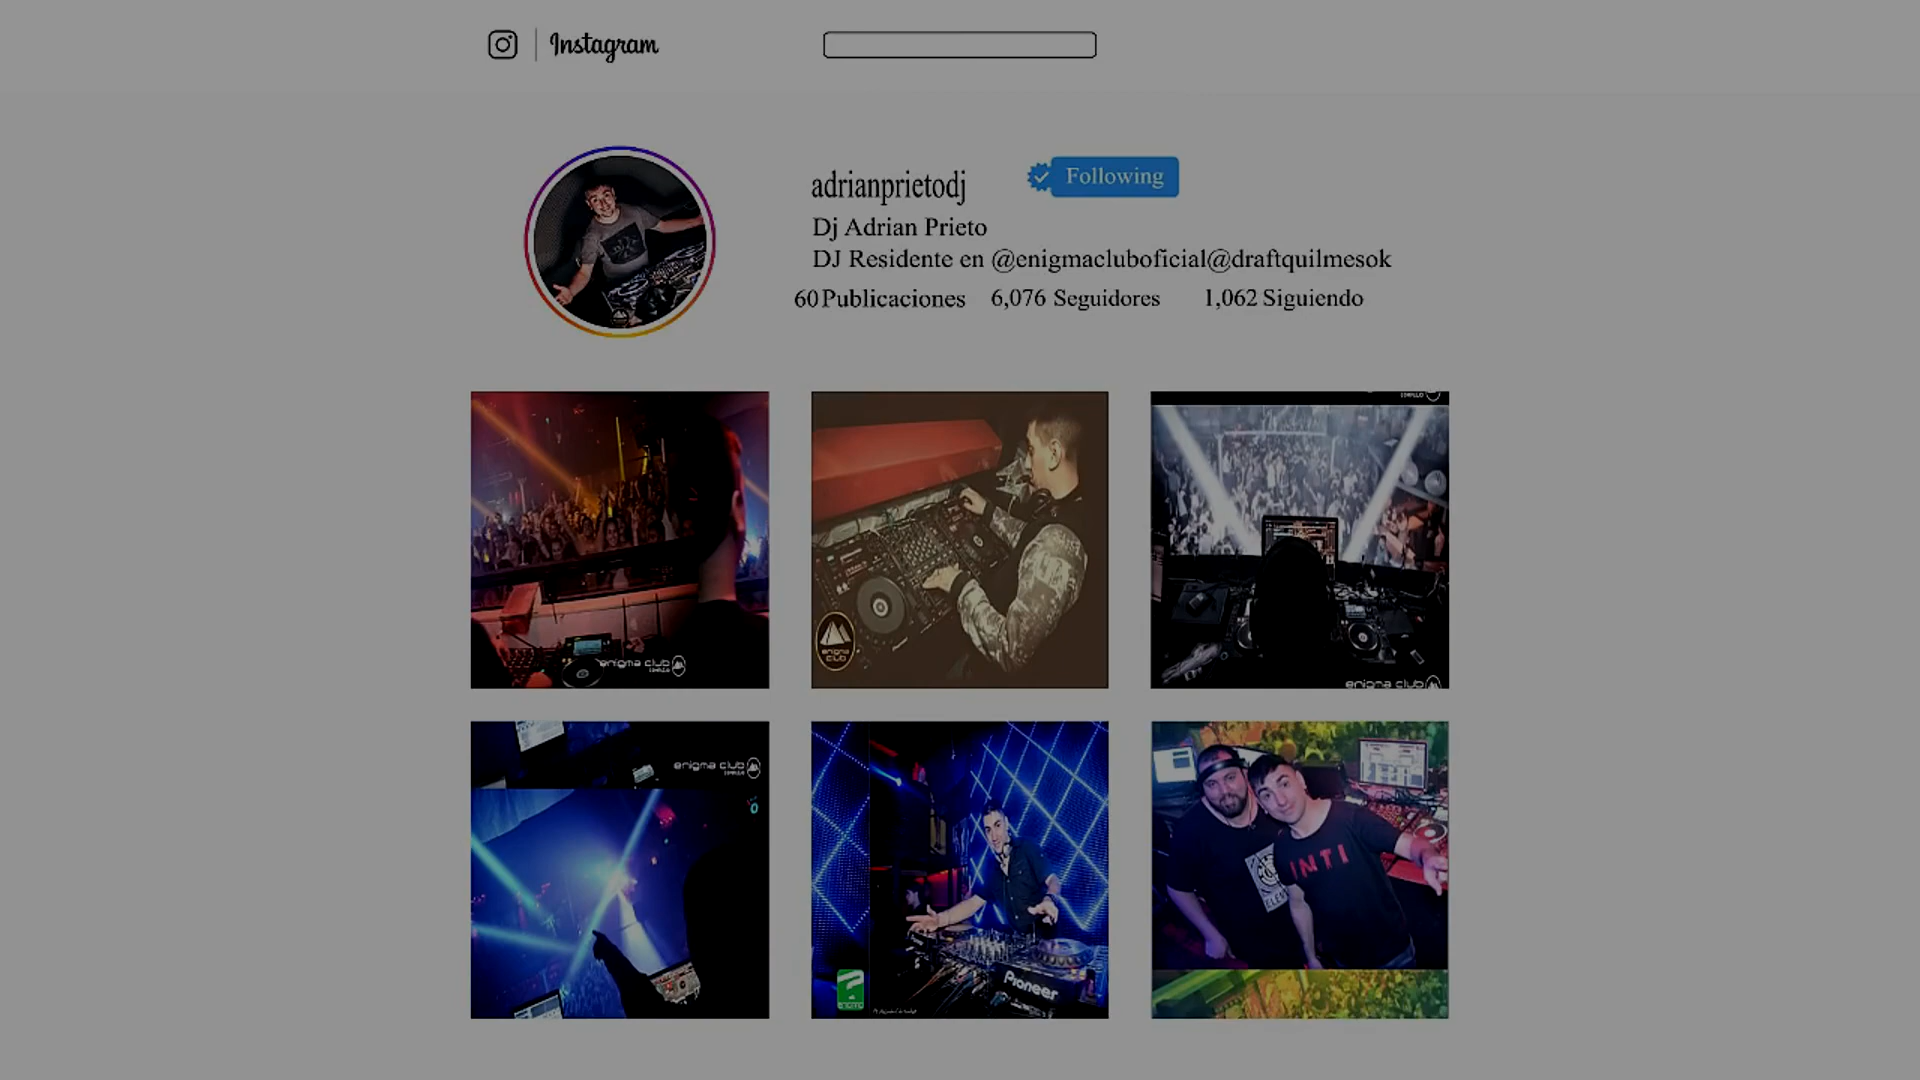 Instagram
adrianprietodj
Following
Dj Adrian Prieto
DJ Residente en @enigmacluboficial@draftquilmesok
60 Publicaciones 6,076 Seguidores 1,062 Siguiendo
enigma club
enigma club
enigma club
enigma club
Pioneer
INTI